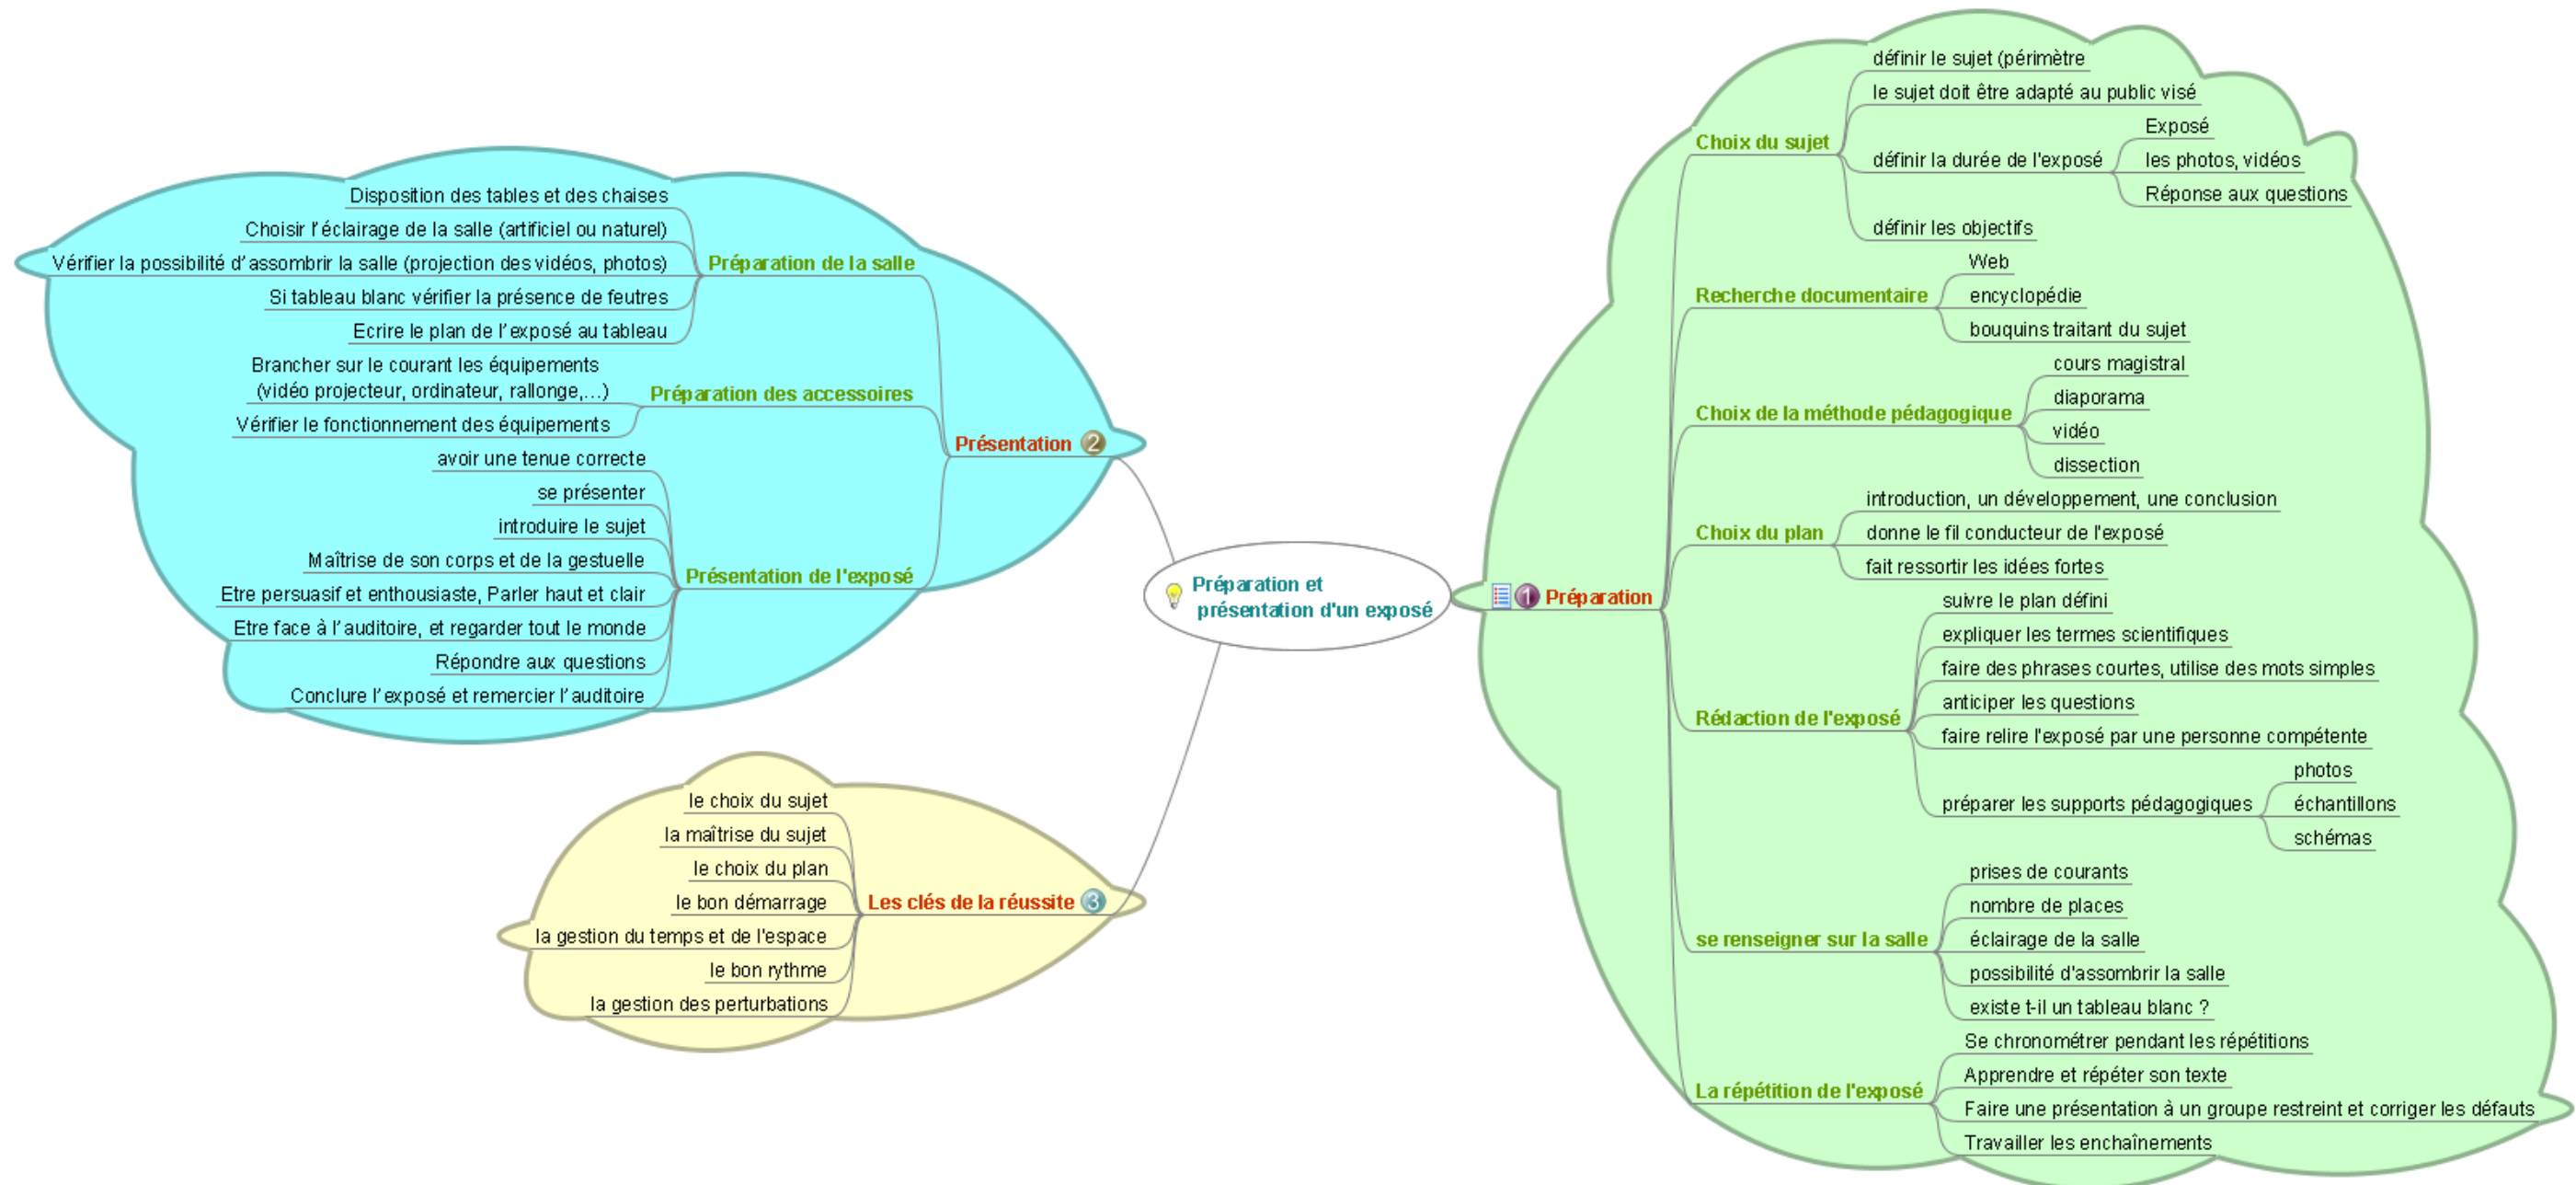 Préparation et
présentation d'un exposé
1 Préparation
Choix du sujet
définir le sujet (périmètre
le sujet doit être adapté au public visé
définir la durée de l'exposé
Exposé
les photos, vidéos
Réponse aux questions
définir les objectifs
Recherche documentaire
Web
encyclopédie
bouquins traitant du sujet
Choix de la méthode pédagogique
cours magistral
diaporama
vidéo
dissection
Choix du plan
introduction, un développement, une conclusion
donne le fil conducteur de l'exposé
fait ressortir les idées fortes
Rédaction de l'exposé
suivre le plan défini
expliquer les termes scientifiques
faire des phrases courtes, utilise des mots simples
anticiper les questions
faire relire l'exposé par une personne compétente
préparer les supports pédagogiques
photos
échantillons
schémas
se renseigner sur la salle
prises de courants
nombre de places
éclairage de la salle
possibilité d'assombrir la salle
existe t-il un tableau blanc ?
La répétition de l'exposé
Se chronométrer pendant les répétitions
Apprendre et répéter son texte
Faire une présentation à un groupe restreint et corriger les défauts
Travailler les enchaînements
Présentation 2
Préparation de la salle
Disposition des tables et des chaises
Choisir l'éclairage de la salle (artificiel ou naturel)
Vérifier la possibilité d'assombrir la salle (projection des vidéos, photos)
Si tableau blanc vérifier la présence de feutres
Ecrire le plan de l'exposé au tableau
Préparation des accessoires
Brancher sur le courant les équipements
(vidéo projecteur, ordinateur, rallonge,...)
Vérifier le fonctionnement des équipements
Présentation de l'exposé
avoir une tenue correcte
se présenter
introduire le sujet
Maîtrise de son corps et de la gestuelle
Etre persuasif et enthousiaste, Parler haut et clair
Etre face à l'auditoire, et regarder tout le monde
Répondre aux questions
Conclure l'exposé et remercier l'auditoire
Les clés de la réussite 3
le choix du sujet
la maîtrise du sujet
le choix du plan
le bon démarrage
la gestion du temps et de l'espace
le bon rythme
la gestion des perturbations